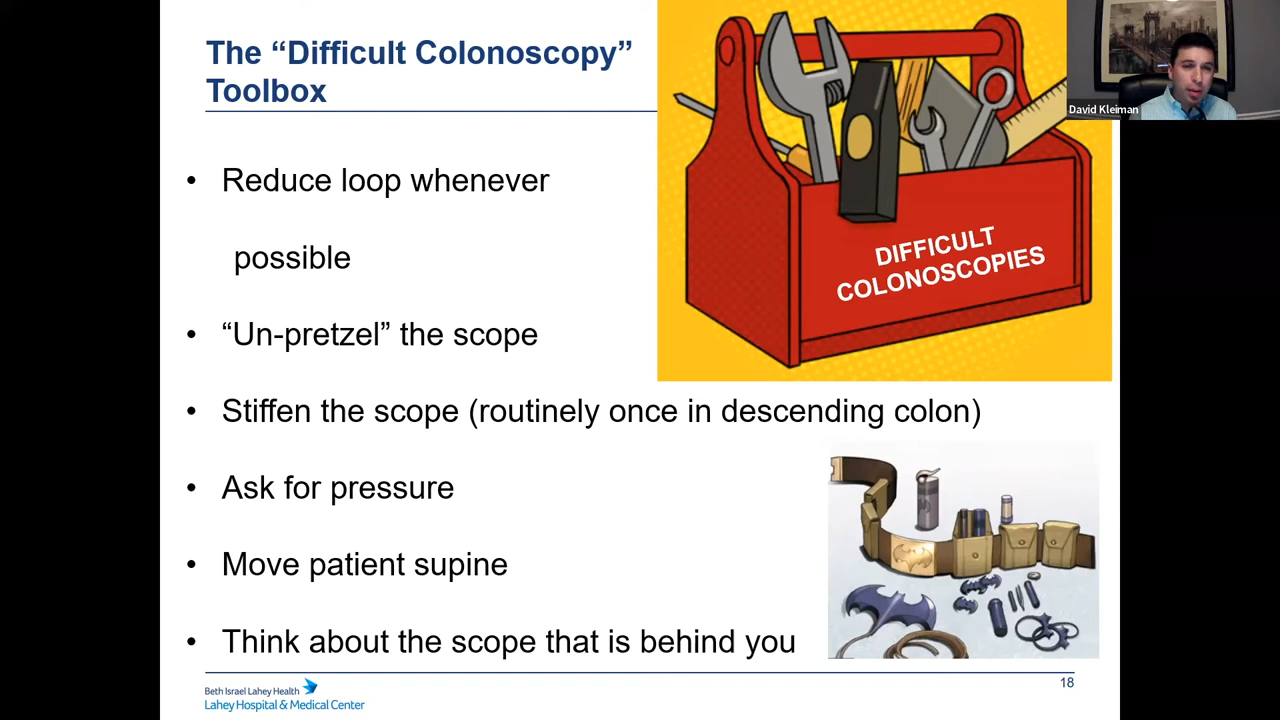 The “Difficult Colonoscopy”
Toolbox
David Kleiman
DIFFICULT
COLONOSCOPIES
• Reduce loop whenever
possible
• “Un-pretzel” the scope
• Stiffen the scope (routinely once in descending colon)
• Ask for pressure
• Move patient supine
• Think about the scope that is behind you
18
Beth Israel Lahey Health
Lahey Hospital & Medical Center